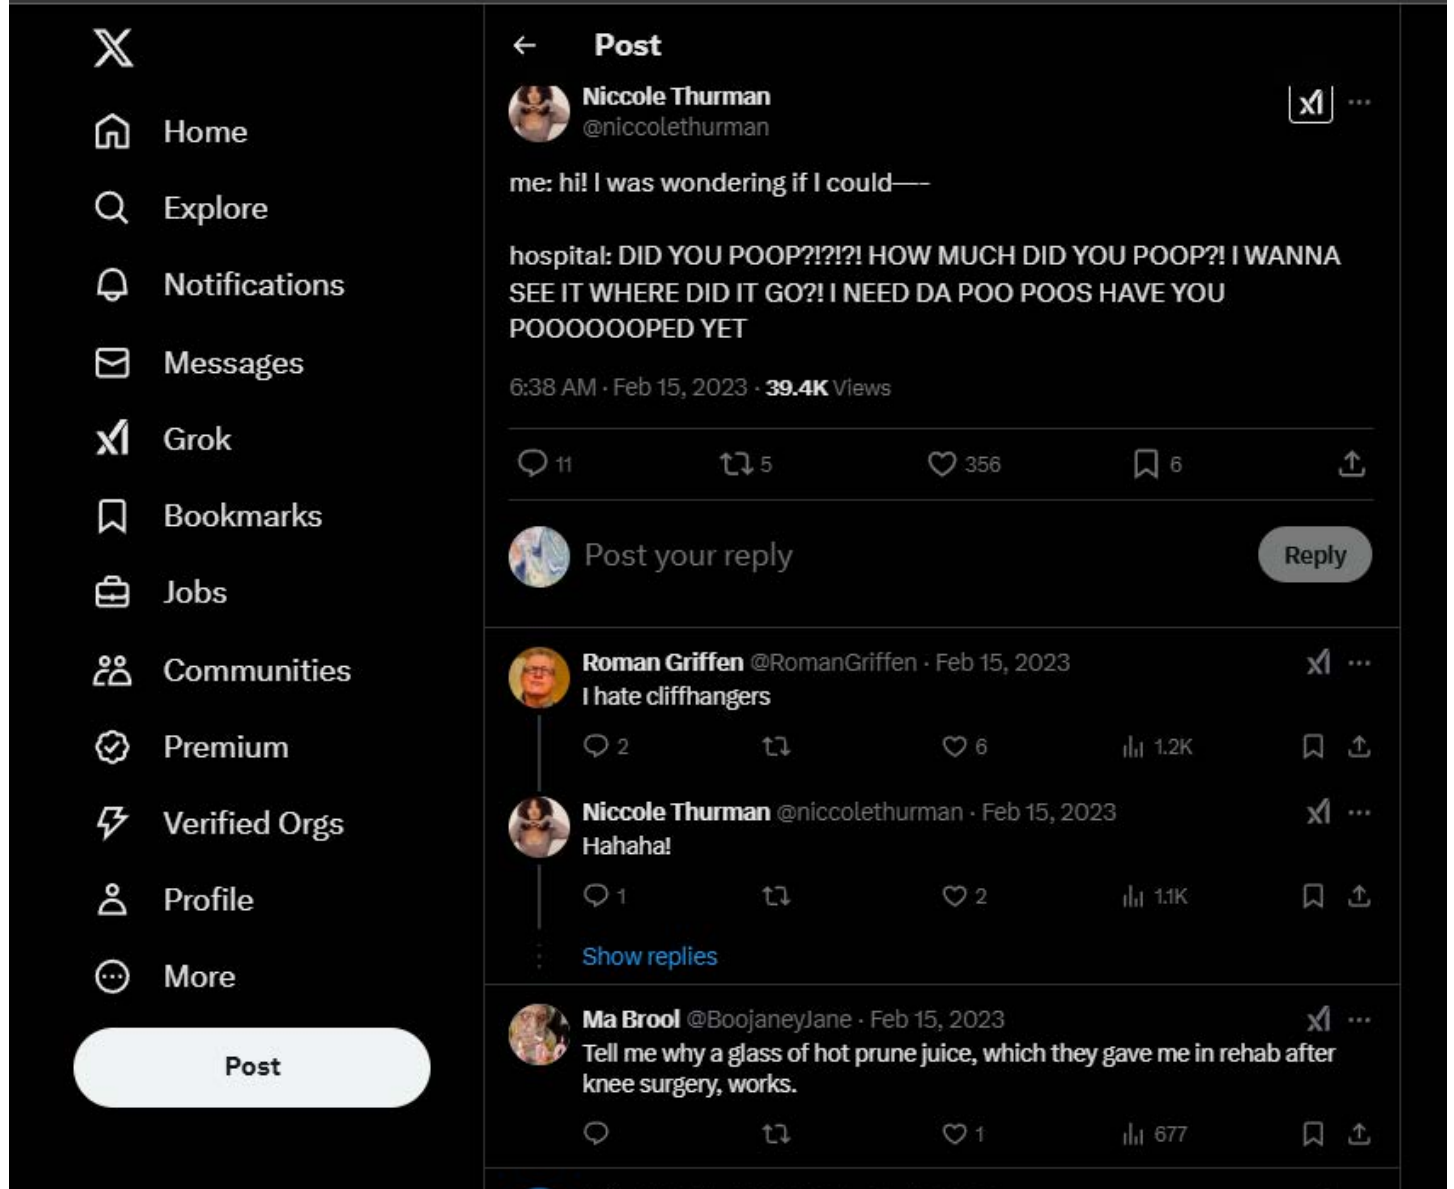 Home
Explore
Notifications
Messages
Grok
Bookmarks
Jobs
Communities
Premium
Verified Orgs
Profile
More
Post
Post
Niccole Thurman
@niccolethurman
me: hi! I was wondering if I could—-
hospital: DID YOU POOP?!?!?! HOW MUCH DID YOU POOP?! I WANNA
SEE IT WHERE DID IT GO?! I NEED DA POO POOS HAVE YOU
POOOOOOPED YET
6:38 AM · Feb 15, 2023 · 39.4K Views
11 5 356 6
Post your reply
Reply
Roman Griffen @RomanGriffen · Feb 15, 2023
I hate cliffhangers
2 6 1.2K
Niccole Thurman @niccolethurman · Feb 15, 2023
Hahaha!
1 2 1.1K
Show replies
Ma Brool @BoojaneyJane · Feb 15, 2023
Tell me why a glass of hot prune juice, which they gave me in rehab after
knee surgery, works.
1 677